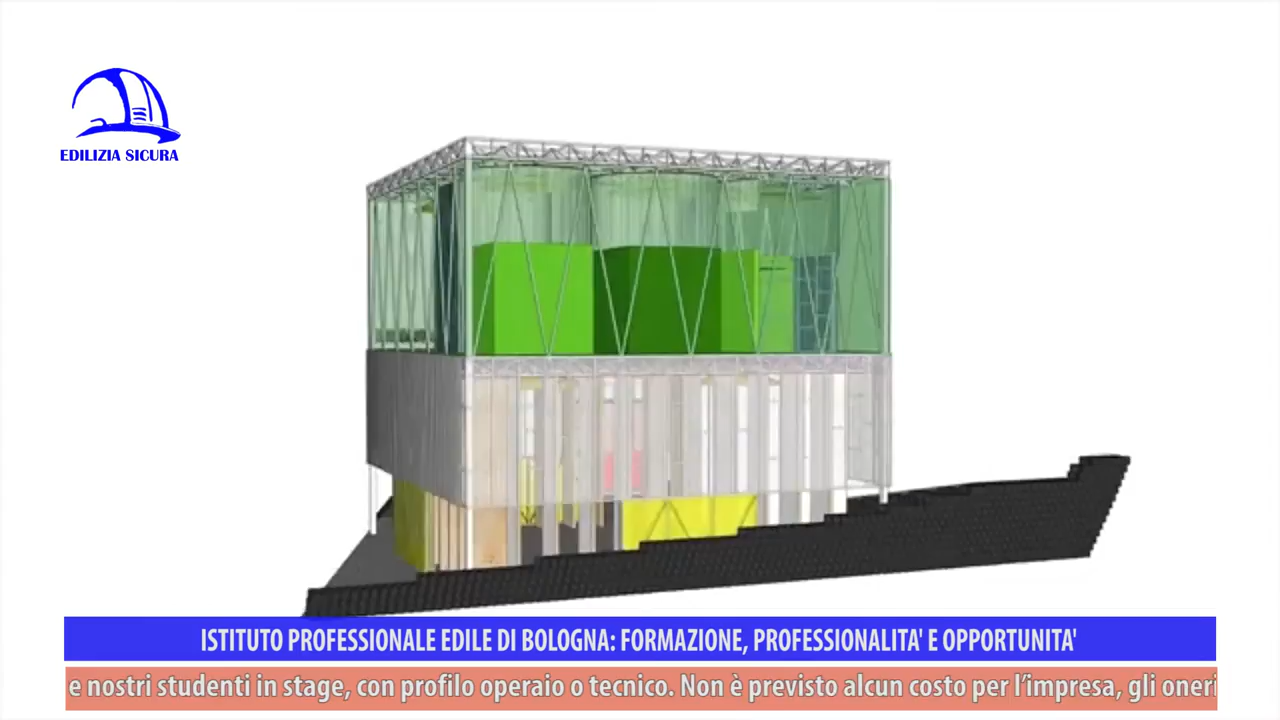 EDILIZIA SICURA
ISTITUTO PROFESSIONALE EDILE DI BOLOGNA: FORMAZIONE, PROFESSIONALITA' E OPPORTUNITA'
e nostri studenti in stage, con profilo operaio o tecnico. Non è previsto alcun costo per l’impresa, gli oneri